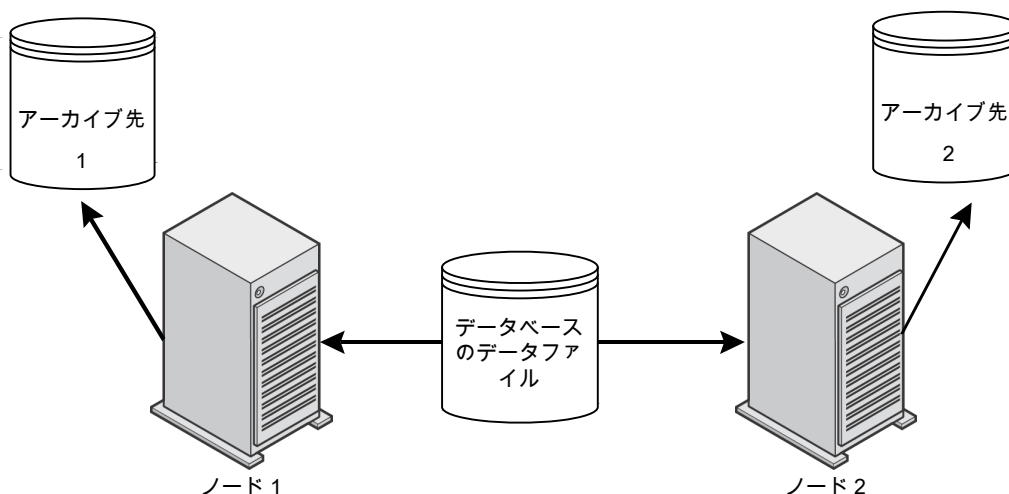 アーカイブ先
1
アーカイブ先
2
データベース
のデータファ
イル
ノード 1
ノード 2